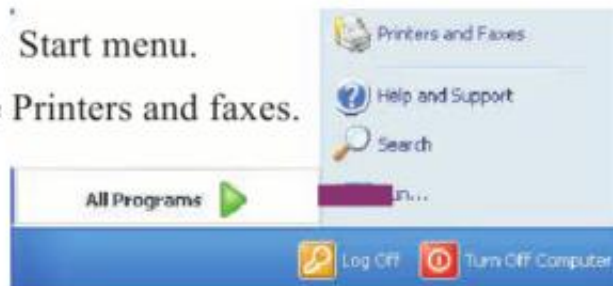 Start menu.
Printers and faxes.
Printers and Faxes
Help and Support
Search
All Programs
Log Off
Turn Off Computer